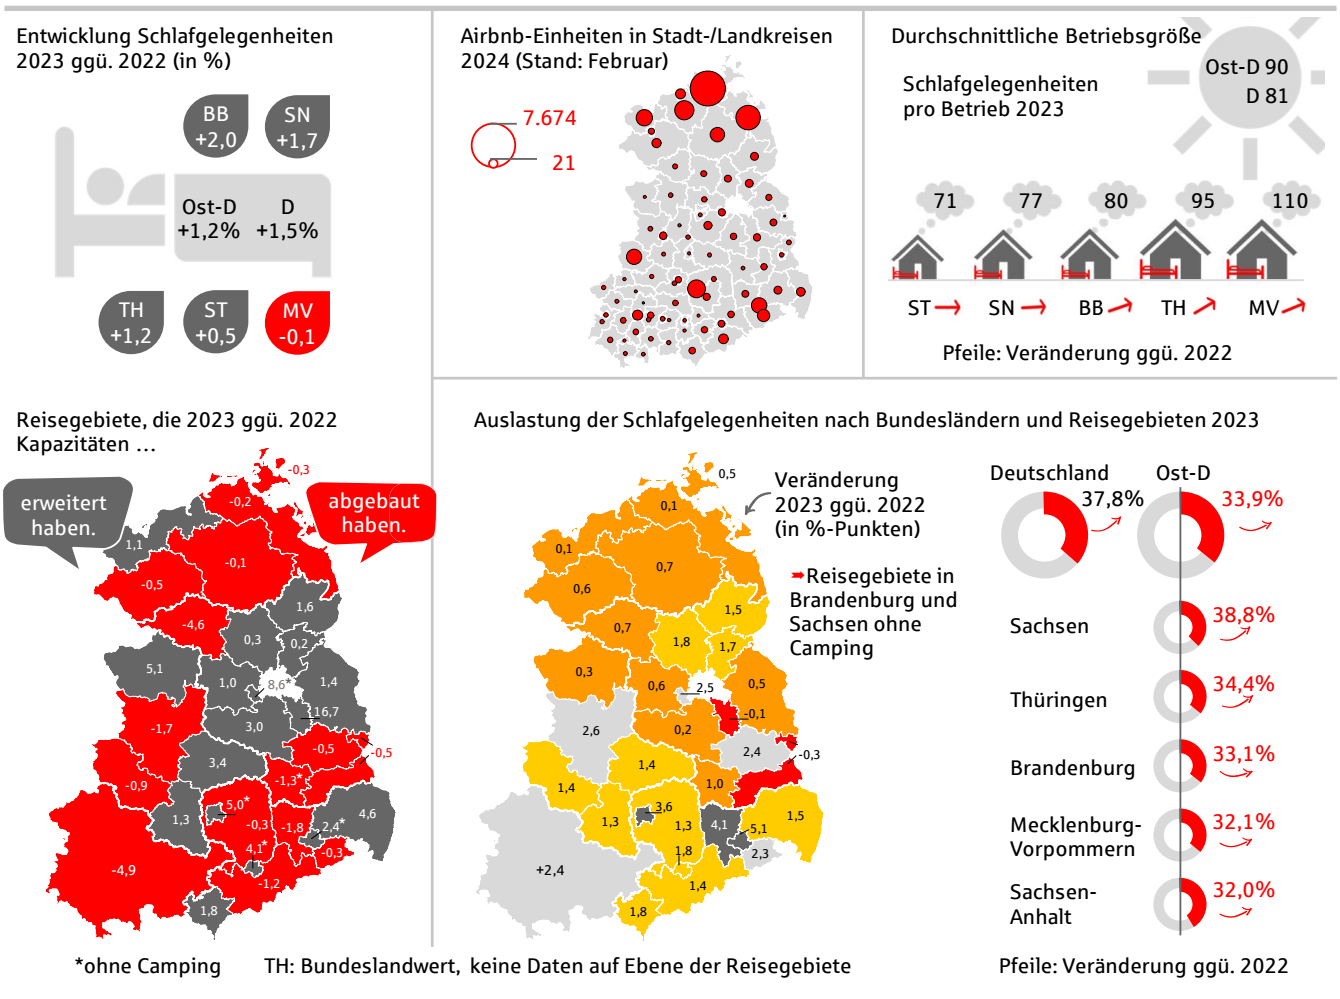 Entwicklung Schlafgelegenheiten
2023 ggü. 2022 (in %)
BB
+2,0
SN
+1,7
Ost-D
+1,2%
D
+1,5%
TH
+1,2
ST
+0,5
MV
-0,1
Airbnb-Einheiten in Stadt-/Landkreisen
2024 (Stand: Februar)
7.674
21
Durchschnittliche Betriebsgröße
Schlafgelegenheiten
pro Betrieb 2023
Ost-D 90
D 81
71
77
80
95
110
ST
SN
BB
TH
MV
Pfeile: Veränderung ggü. 2022
Reisegebiete, die 2023 ggü. 2022
Kapazitäten ...
erweitert
haben.
abgebaut
haben.
-0,3
-0,2
1,1
-0,1
-0,5
1,6
-4,6
0,3
0,2
5,1
1,0
8,6*
1,4
16,7
-1,7
3,0
-0,5
-0,5
3,4
-1,3*
-0,9
5,0*
4,6
1,3
-0,3
-1,8
2,4*
4,1*
-0,3
-4,9
-1,2
1,8
*ohne Camping
TH: Bundeslandwert, keine Daten auf Ebene der Reisegebiete
Auslastung der Schlafgelegenheiten nach Bundesländern und Reisegebieten 2023
0,5
Veränderung
2023 ggü. 2022
(in %-Punkten)
Reisegebiete in
Brandenburg und
Sachsen ohne
Camping
0,1
0,1
0,7
0,6
1,5
0,7
1,8
1,7
0,3
0,6
2,5
0,5
-0,1
2,6
0,2
2,4
-0,3
1,4
1,4
1,0
3,6
1,5
1,3
1,3
4,1
5,1
1,8
2,3
+2,4
1,4
1,8
Deutschland
37,8%
Ost-D
33,9%
Sachsen
38,8%
Thüringen
34,4%
Brandenburg
33,1%
Mecklenburg-
Vorpommern
32,1%
Sachsen-
Anhalt
32,0%
Pfeile: Veränderung ggü. 2022